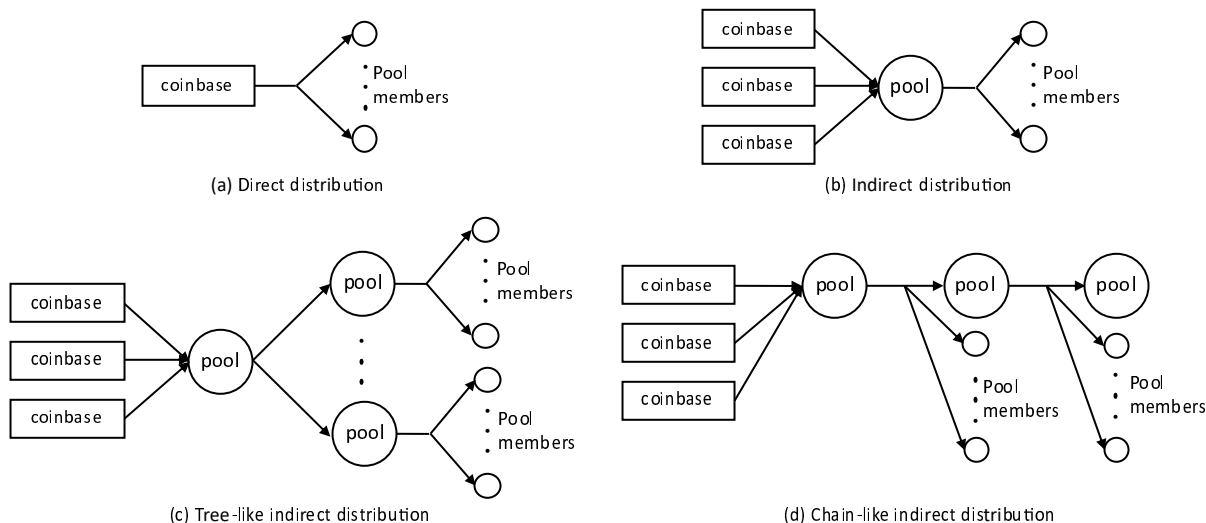 coinbase
Pool
members
(a) Direct distribution
coinbase
coinbase
coinbase
pool
Pool
members
(b) Indirect distribution
coinbase
coinbase
coinbase
pool
pool
pool
Pool
members
Pool
members
(c) Tree-like indirect distribution
coinbase
coinbase
coinbase
pool
pool
pool
Pool
members
Pool
members
(d) Chain-like indirect distribution